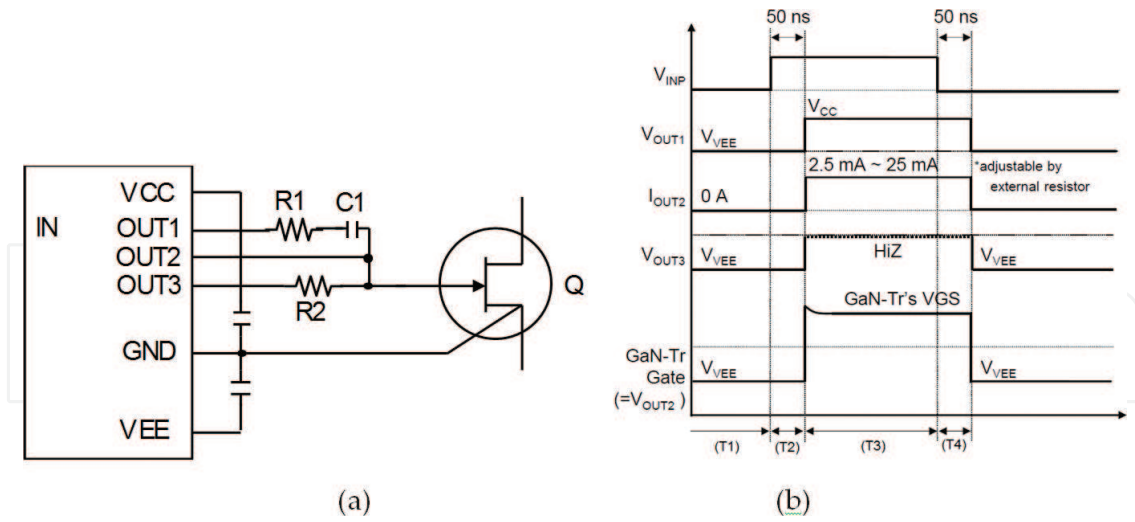 VCC
IN
OUT1
OUT2
OUT3
GND
VEE
R1
C1
R2
Q
(a)
50 ns
50 ns
VINP
VCC
VOUT1
VVEE
2.5 mA ~ 25 mA
*adjustable by
external resistor
IOUT2
0 A
VOUT3
VVEE
HiZ
VVEE
GaN-Tr's VGS
GaN-Tr
Gate
(=VOUT2 )
VVEE
VVEE
(T1)
(T2)
(T3)
(T4)
(b)